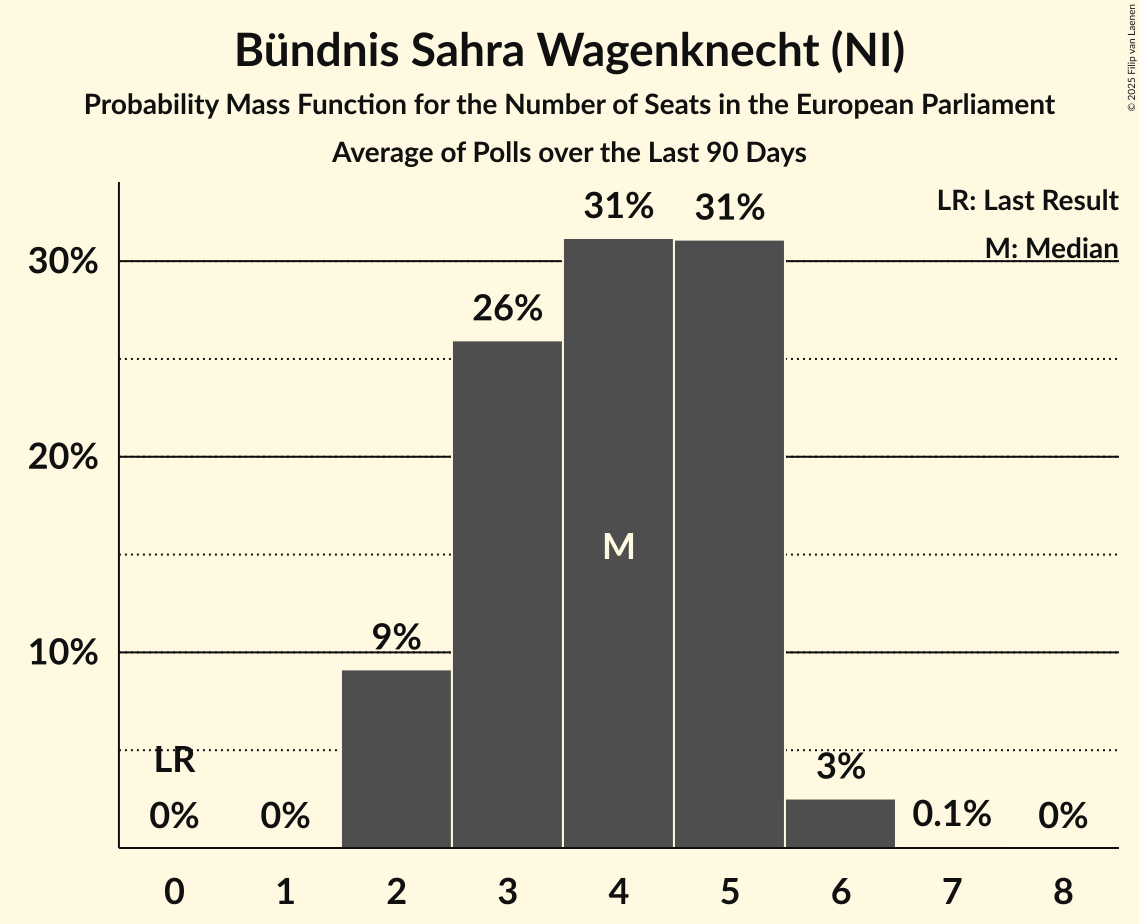 Bündnis Sahra Wagenknecht (NI)
Probability Mass Function for the Number of Seats in the European Parliament
Average of Polls over the Last 90 Days
© 2025 Filip van Laenen
LR: Last Result
M: Median
31% 31%
30%
26%
20%
M
9%
10%
LR
3%
0% 0% 0.1% 0%
0 1 2 3 4 5 6 7 8